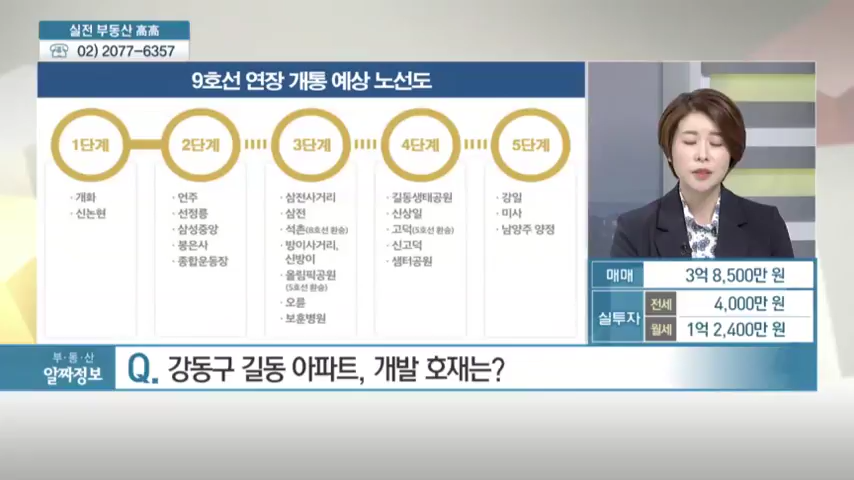 실전 부동산 高高
02) 2077-6357
9호선 연장 개통 예상 노선도
1단계
· 개화
· 신논현
2단계
· 언주
· 선정릉
· 삼성중앙
· 봉은사
· 종합운동장
3단계
· 삼전사거리
· 삼전
· 석촌(8호선 환승)
· 방이사거리,
신방이
· 올림픽공원
(5호선 환승)
· 오륜
· 보훈병원
4단계
· 길동생태공원
· 신상일
· 고덕(5호선 환승)
· 신고덕
· 샘터공원
5단계
· 강일
· 미사
· 남양주 양정
매매 3억 8,500만 원
실투자
전세 4,000만 원
월세 1억 2,400만 원
부·동·산
알짜정보
Q. 강동구 길동 아파트, 개발 호재는?